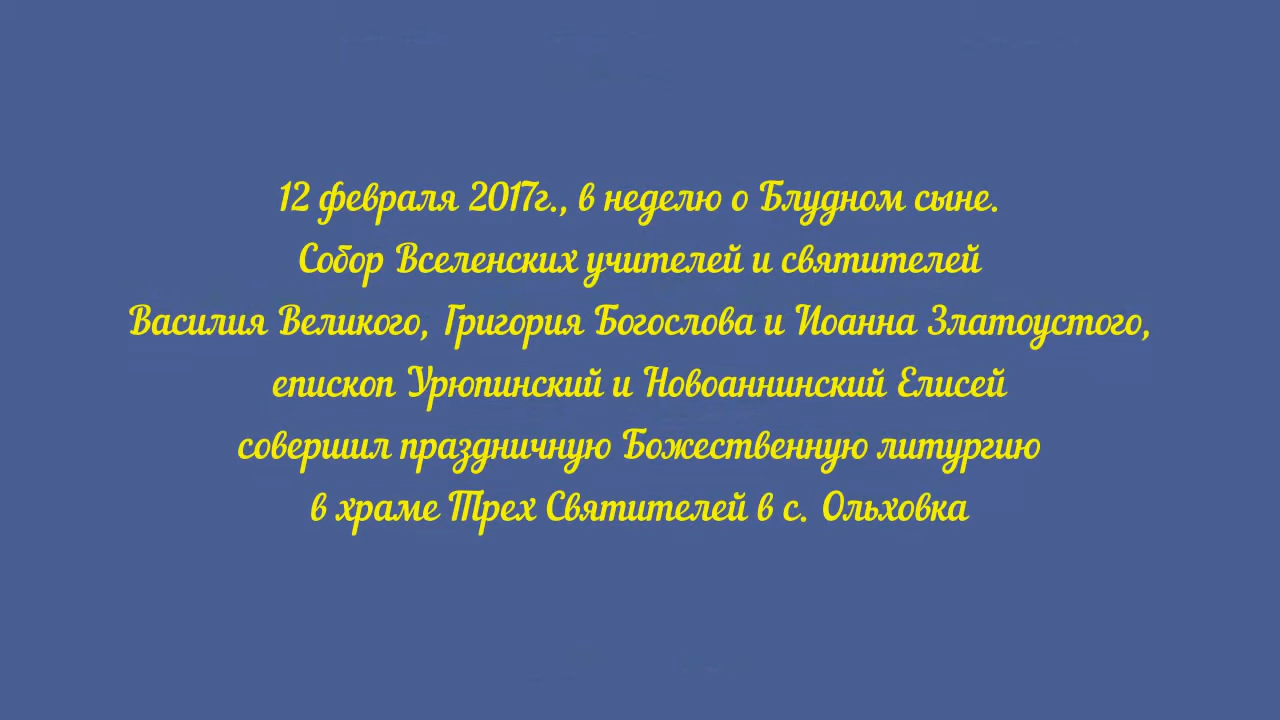 12 февраля 2017г., в неделю о Блудном сыне.
Собор Вселенских учителей и святителей
Василия Великого, Григория Богослова и Иоанна Златоустого,
епископ Урюпинский и Новоаннинский Елисей
совершил праздничную Божественную литургию
в храме Трех Святителей в с. Ольховка